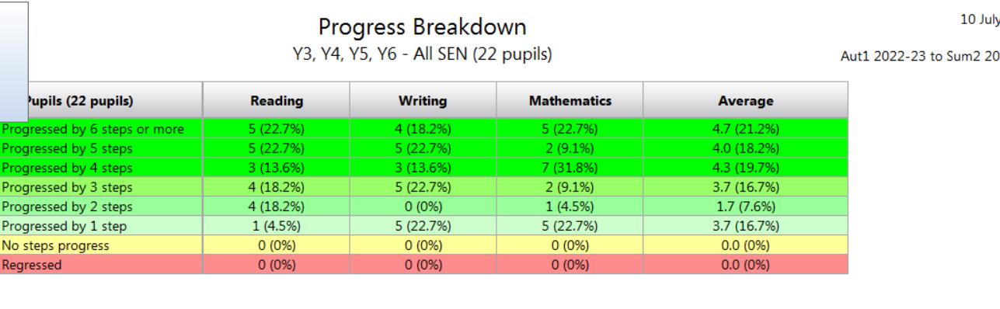 10 July
Progress Breakdown
Y3, Y4, Y5, Y6 - All SEN (22 pupils)
Aut1 2022-23 to Sum2 20
Pupils (22 pupils) Reading Writing Mathematics Average
Progressed by 6 steps or more 5 (22.7%) 4 (18.2%) 5 (22.7%) 4.7 (21.2%)
Progressed by 5 steps 5 (22.7%) 5 (22.7%) 2 (9.1%) 4.0 (18.2%)
Progressed by 4 steps 3 (13.6%) 3 (13.6%) 7 (31.8%) 4.3 (19.7%)
Progressed by 3 steps 4 (18.2%) 5 (22.7%) 2 (9.1%) 3.7 (16.7%)
Progressed by 2 steps 4 (18.2%) 0 (0%) 1 (4.5%) 1.7 (7.6%)
Progressed by 1 step 1 (4.5%) 5 (22.7%) 5 (22.7%) 3.7 (16.7%)
No steps progress 0 (0%) 0 (0%) 0 (0%) 0.0 (0%)
Regressed 0 (0%) 0 (0%) 0 (0%) 0.0 (0%)